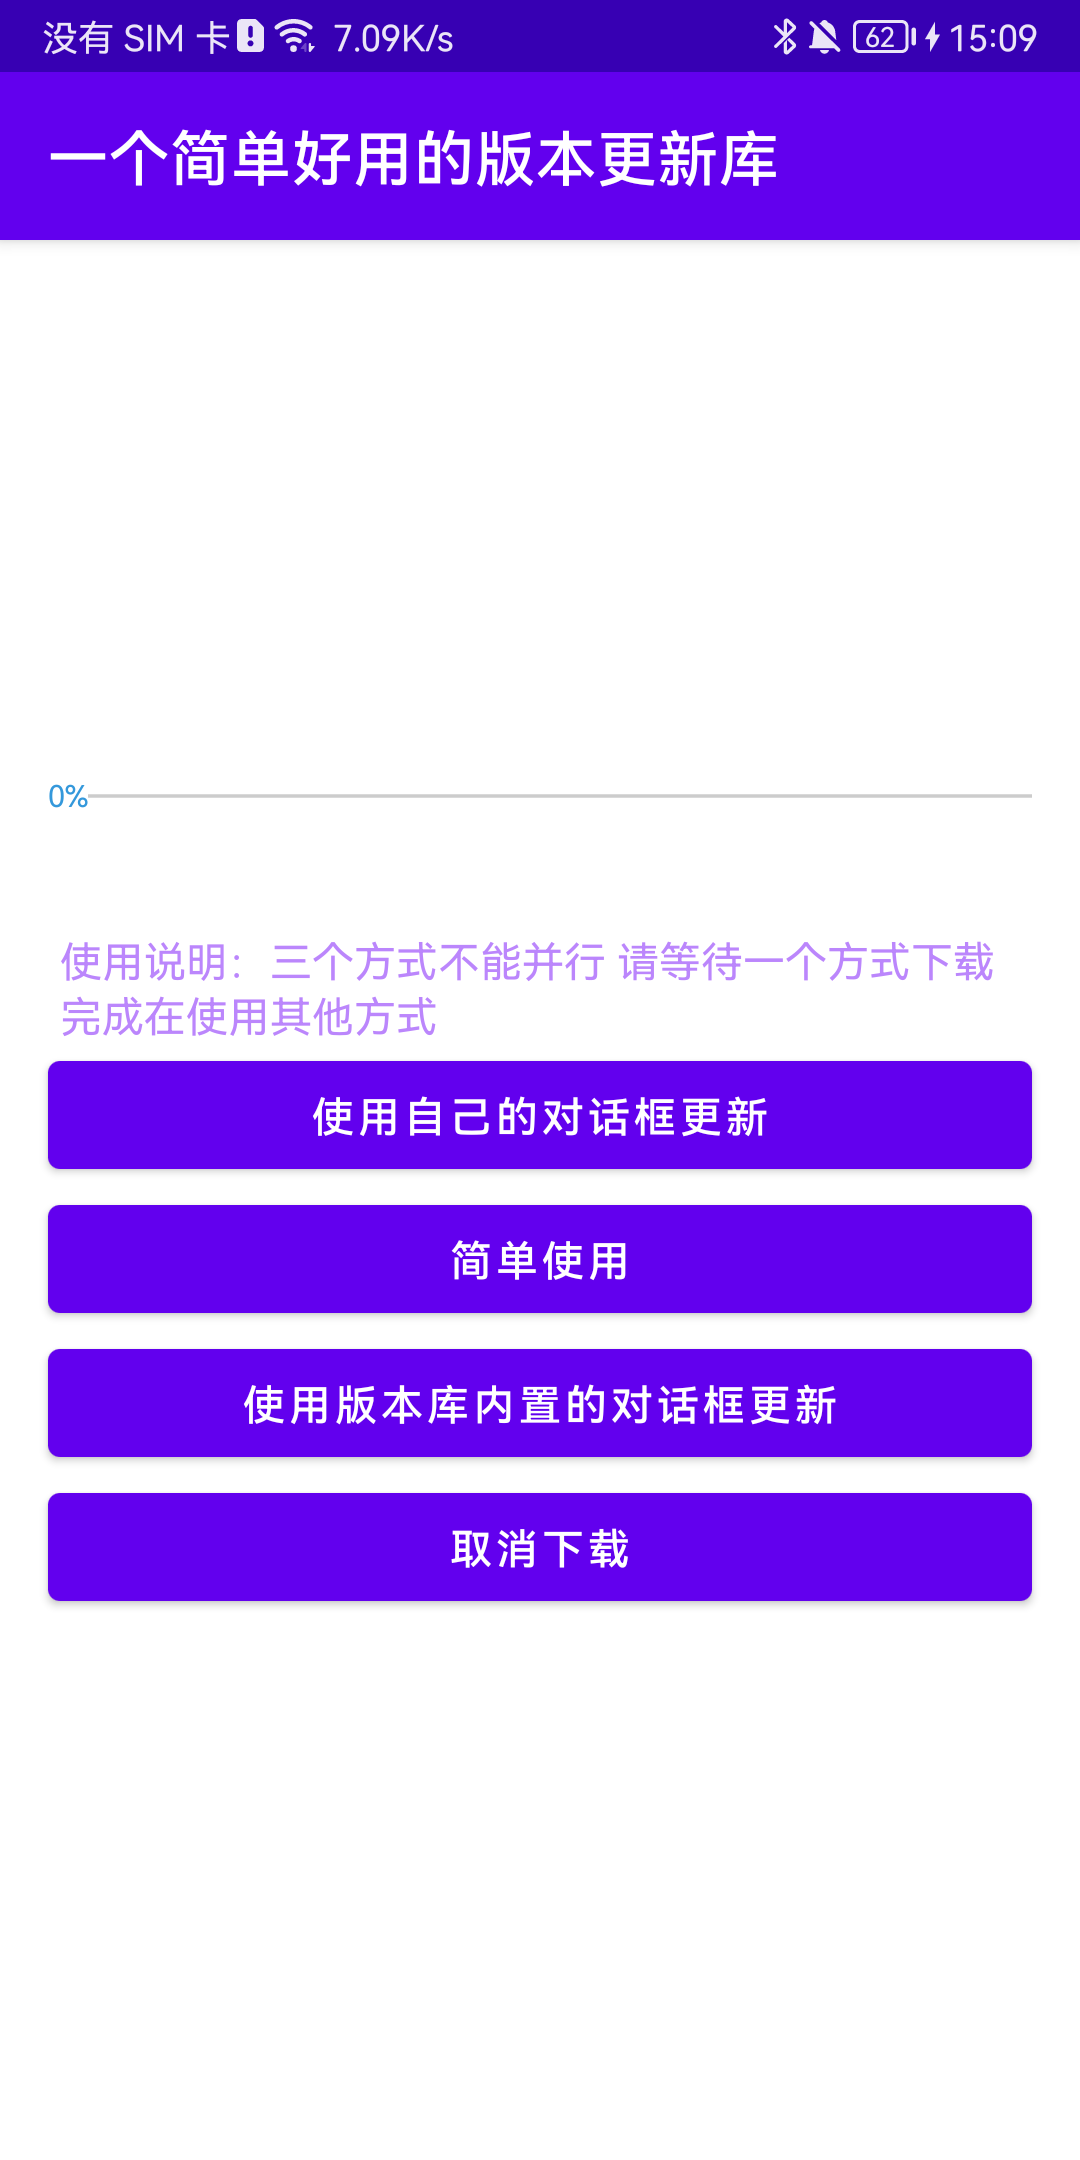 没有 SIM 卡 7.09K/s 62 15:09
一个简单好用的版本更新库
0%
使用说明：三个方式不能并行 请等待一个方式下载
完成在使用其他方式
使用自己的对话框更新
简单使用
使用版本库内置的对话框更新
取消下载